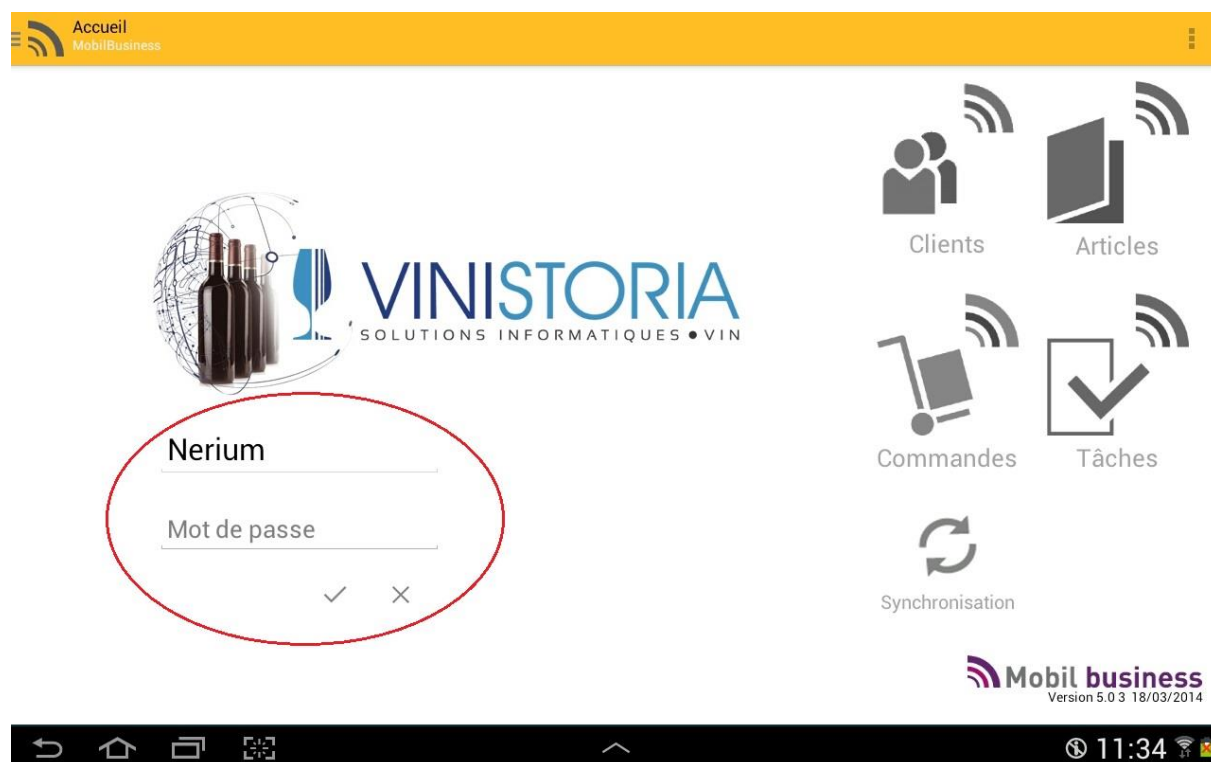 Accueil
MobilBusiness
Clients
Articles
VINISTORIA
SOLUTIONS INFORMATIQUES • VIN
Nerium
Commandes
Tâches
Mot de passe
Synchronisation
Mobil business
Version 5.0 3 18/03/2014
11:34